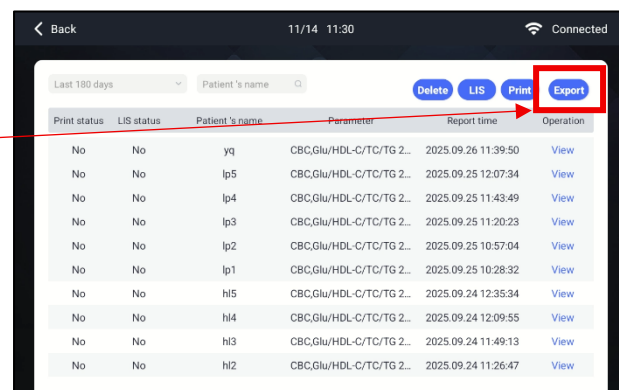 Back 11/14 11:30 Connected
Last 180 days Patient 's name Delete LIS Print Export
Print status LIS status Patient 's name Parameter Report time Operation
No No yq CBC,Glu/HDL-C/TC/TG 2... 2025.09.26 11:39:50 View
No No lp5 CBC,Glu/HDL-C/TC/TG 2... 2025.09.25 12:07:34 View
No No lp4 CBC,Glu/HDL-C/TC/TG 2... 2025.09.25 11:43:49 View
No No lp3 CBC,Glu/HDL-C/TC/TG 2... 2025.09.25 11:20:23 View
No No lp2 CBC,Glu/HDL-C/TC/TG 2... 2025.09.25 10:57:04 View
No No lp1 CBC,Glu/HDL-C/TC/TG 2... 2025.09.25 10:28:32 View
No No hl5 CBC,Glu/HDL-C/TC/TG 2... 2025.09.24 12:35:34 View
No No hl4 CBC,Glu/HDL-C/TC/TG 2... 2025.09.24 12:09:55 View
No No hl3 CBC,Glu/HDL-C/TC/TG 2... 2025.09.24 11:49:13 View
No No hl2 CBC,Glu/HDL-C/TC/TG 2... 2025.09.24 11:26:47 View